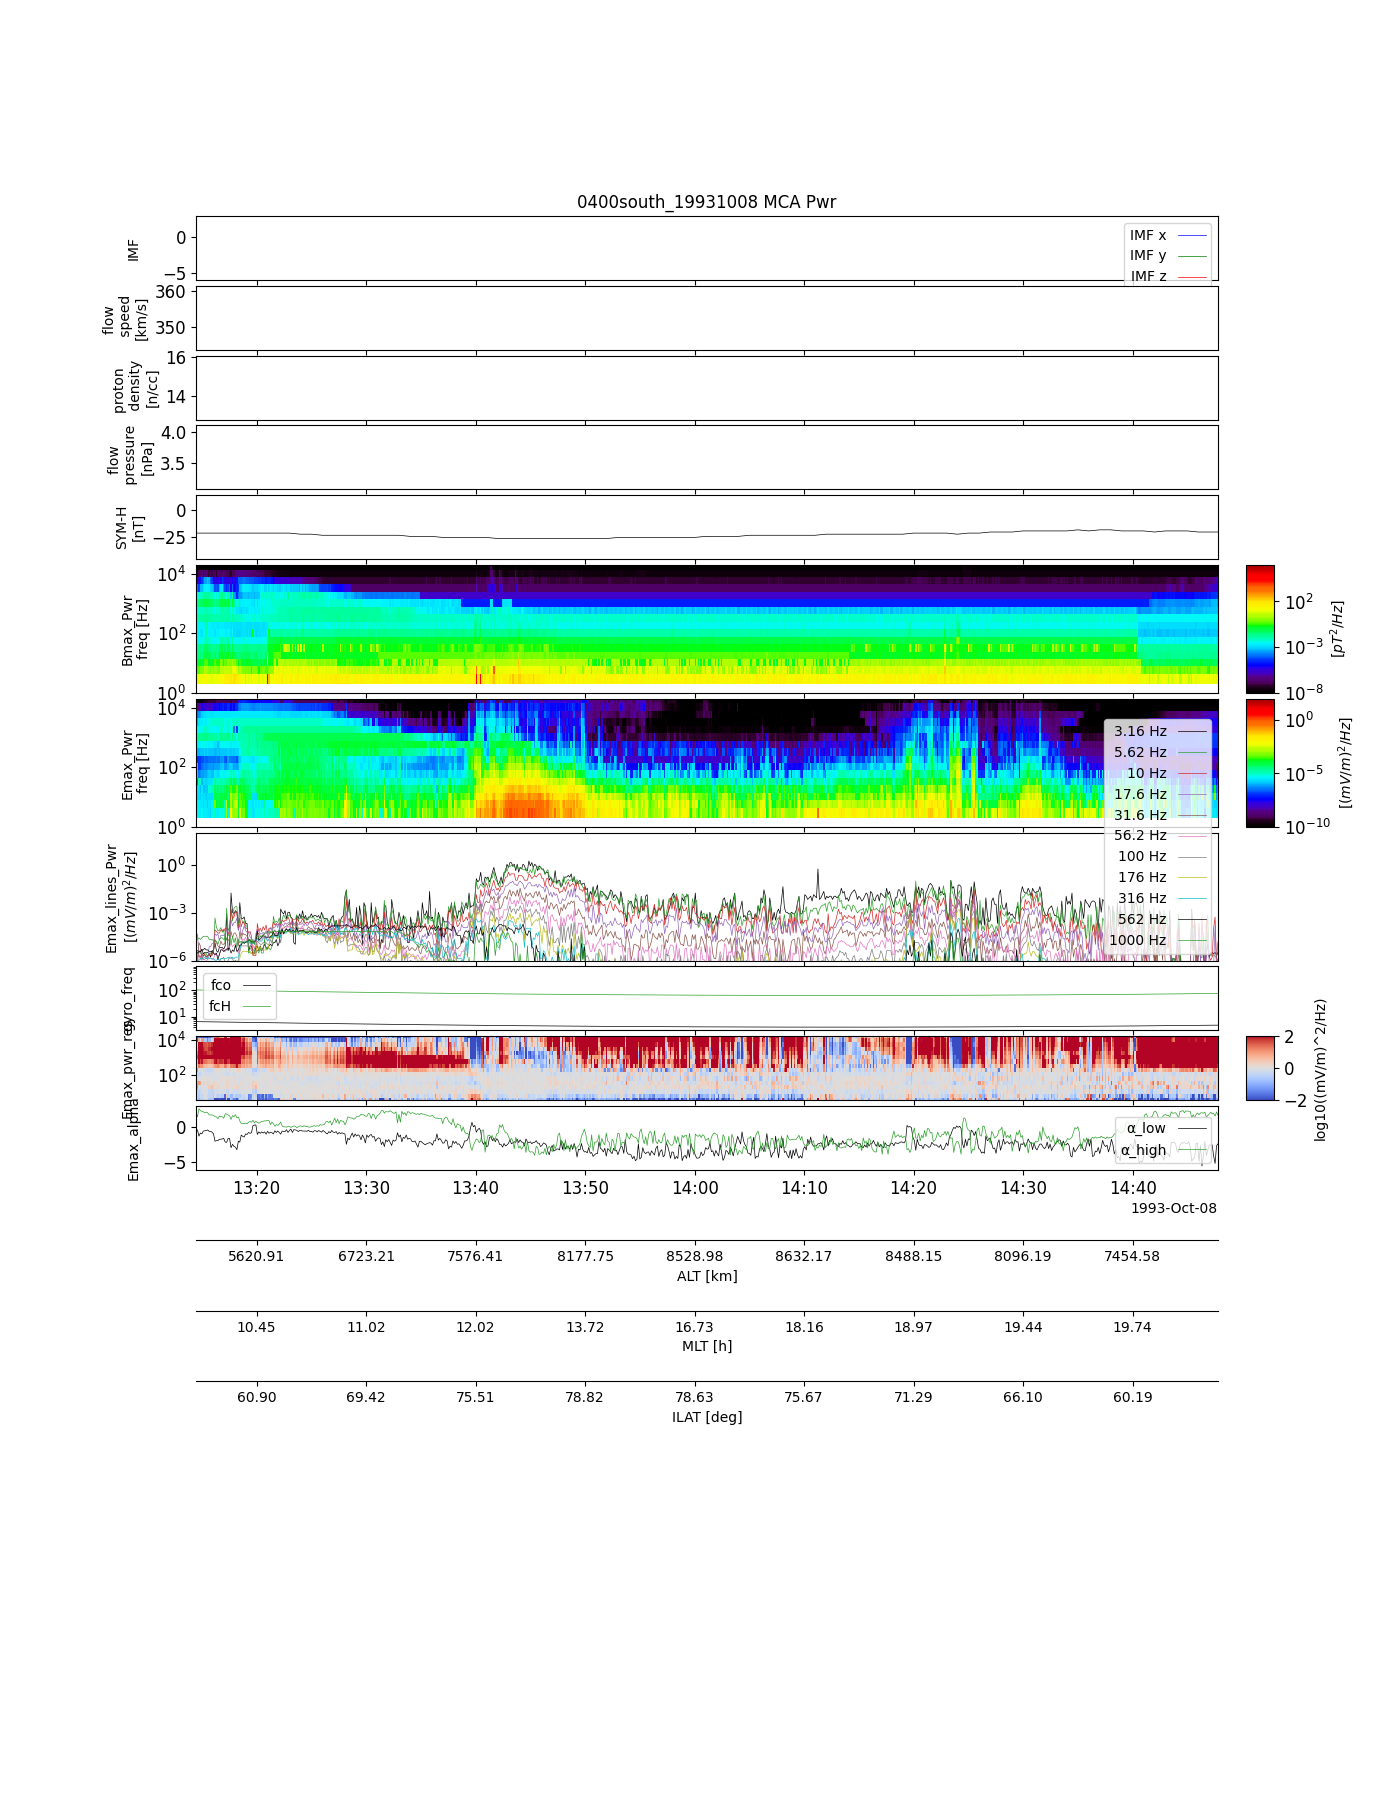 0400south_19931008 MCA Pwr
IMF
0
−5
IMF x
IMF y
IMF z
flow
speed
[km/s]
360
350
proton
density
[n/cc]
16
14
flow
pressure
[nPa]
4.0
3.5
SYM-H
[nT]
0
−25
Bmax_Pwr
freq [Hz]
10^4
10^2
10^0
10^2
10^−3
10^−8
[pT^2/Hz]
Emax_Pwr
freq [Hz]
10^4
10^2
10^0
10^0
10^−5
10^−10
[(mV/m)^2/Hz]
3.16 Hz
5.62 Hz
10 Hz
17.6 Hz
31.6 Hz
56.2 Hz
100 Hz
176 Hz
316 Hz
562 Hz
1000 Hz
Emax_lines_Pwr
[(mV/m)^2/Hz]
10^0
10^−3
10^−6
gyro_freq
10^2
10^1
fco
fcH
10^4
10^2
2
0
−2
log10((mV/m)^2/Hz)
Emax_alpha
0
−5
α_low
α_high
13:20 13:30 13:40 13:50 14:00 14:10 14:20 14:30 14:40
1993-Oct-08
5620.91 6723.21 7576.41 8177.75 8528.98 8632.17 8488.15 8096.19 7454.58
ALT [km]
10.45 11.02 12.02 13.72 16.73 18.16 18.97 19.44 19.74
MLT [h]
60.90 69.42 75.51 78.82 78.63 75.67 71.29 66.10 60.19
ILAT [deg]